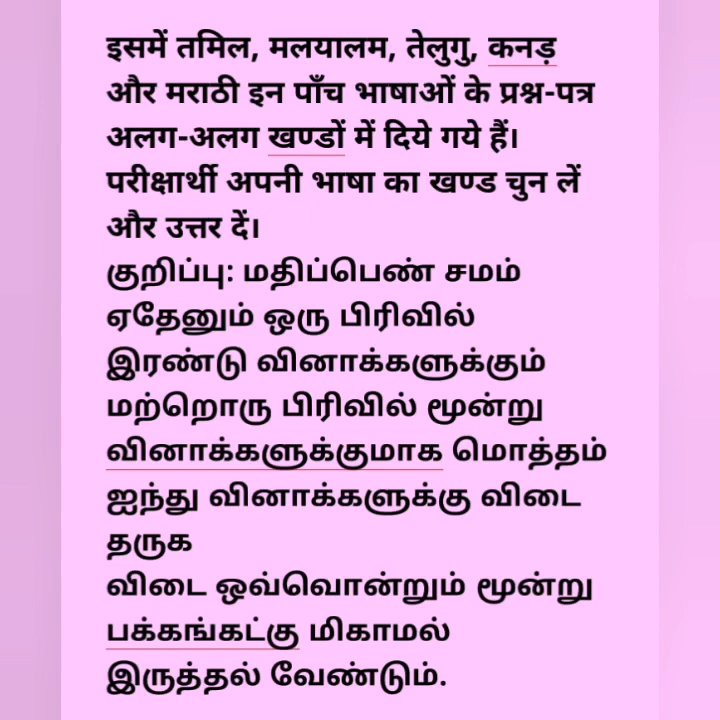 इसमें तमिल, मलयालम, तेलुगु, कनड़
और मराठी इन पाँच भाषाओं के प्रश्न-पत्र
अलग-अलग खण्डों में दिये गये हैं।
परीक्षार्थी अपनी भाषा का खण्ड चुन लें
और उत्तर दें।
குறிப்பு: மதிப்பெண் சமம்
ஏதேனும் ஒரு பிரிவில்
இரண்டு வினாக்களுக்கும்
மற்றொரு பிரிவில் மூன்று
வினாக்களுக்குமாக மொத்தம்
ஐந்து வினாக்களுக்கு விடை
தருக
விடை ஒவ்வொன்றும் மூன்று
பக்கங்கட்கு மிகாமல்
இருத்தல் வேண்டும்.